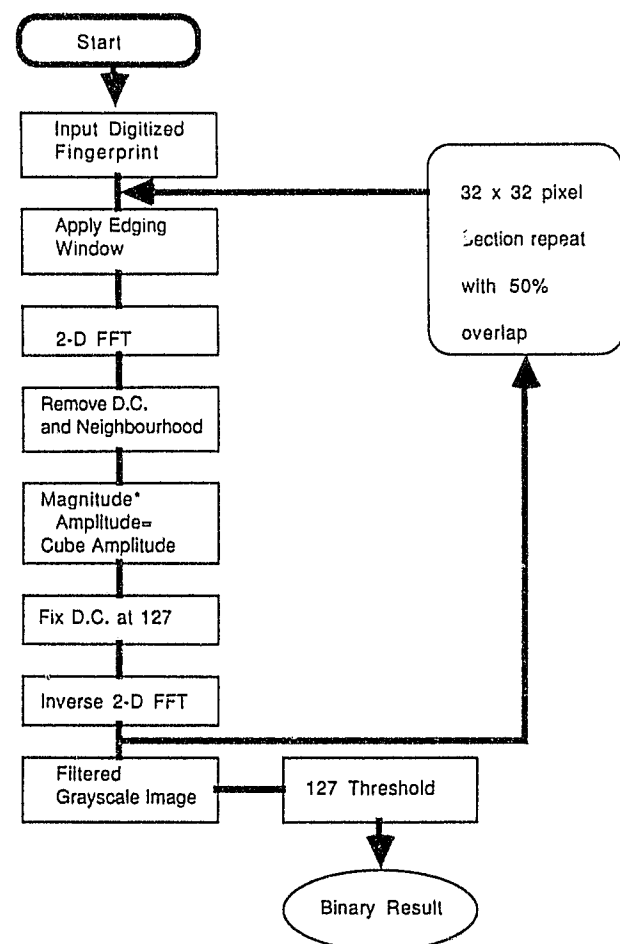 Start
Input Digitized
Fingerprint
Apply Edging
Window
2-D FFT
Remove D.C.
and Neighbourhood
Magnitude*
Amplitude=
Cube Amplitude
Fix D.C. at 127
Inverse 2-D FFT
Filtered
Grayscale Image
127 Threshold
Binary Result
32 x 32 pixel
Section repeat
with 50%
overlap